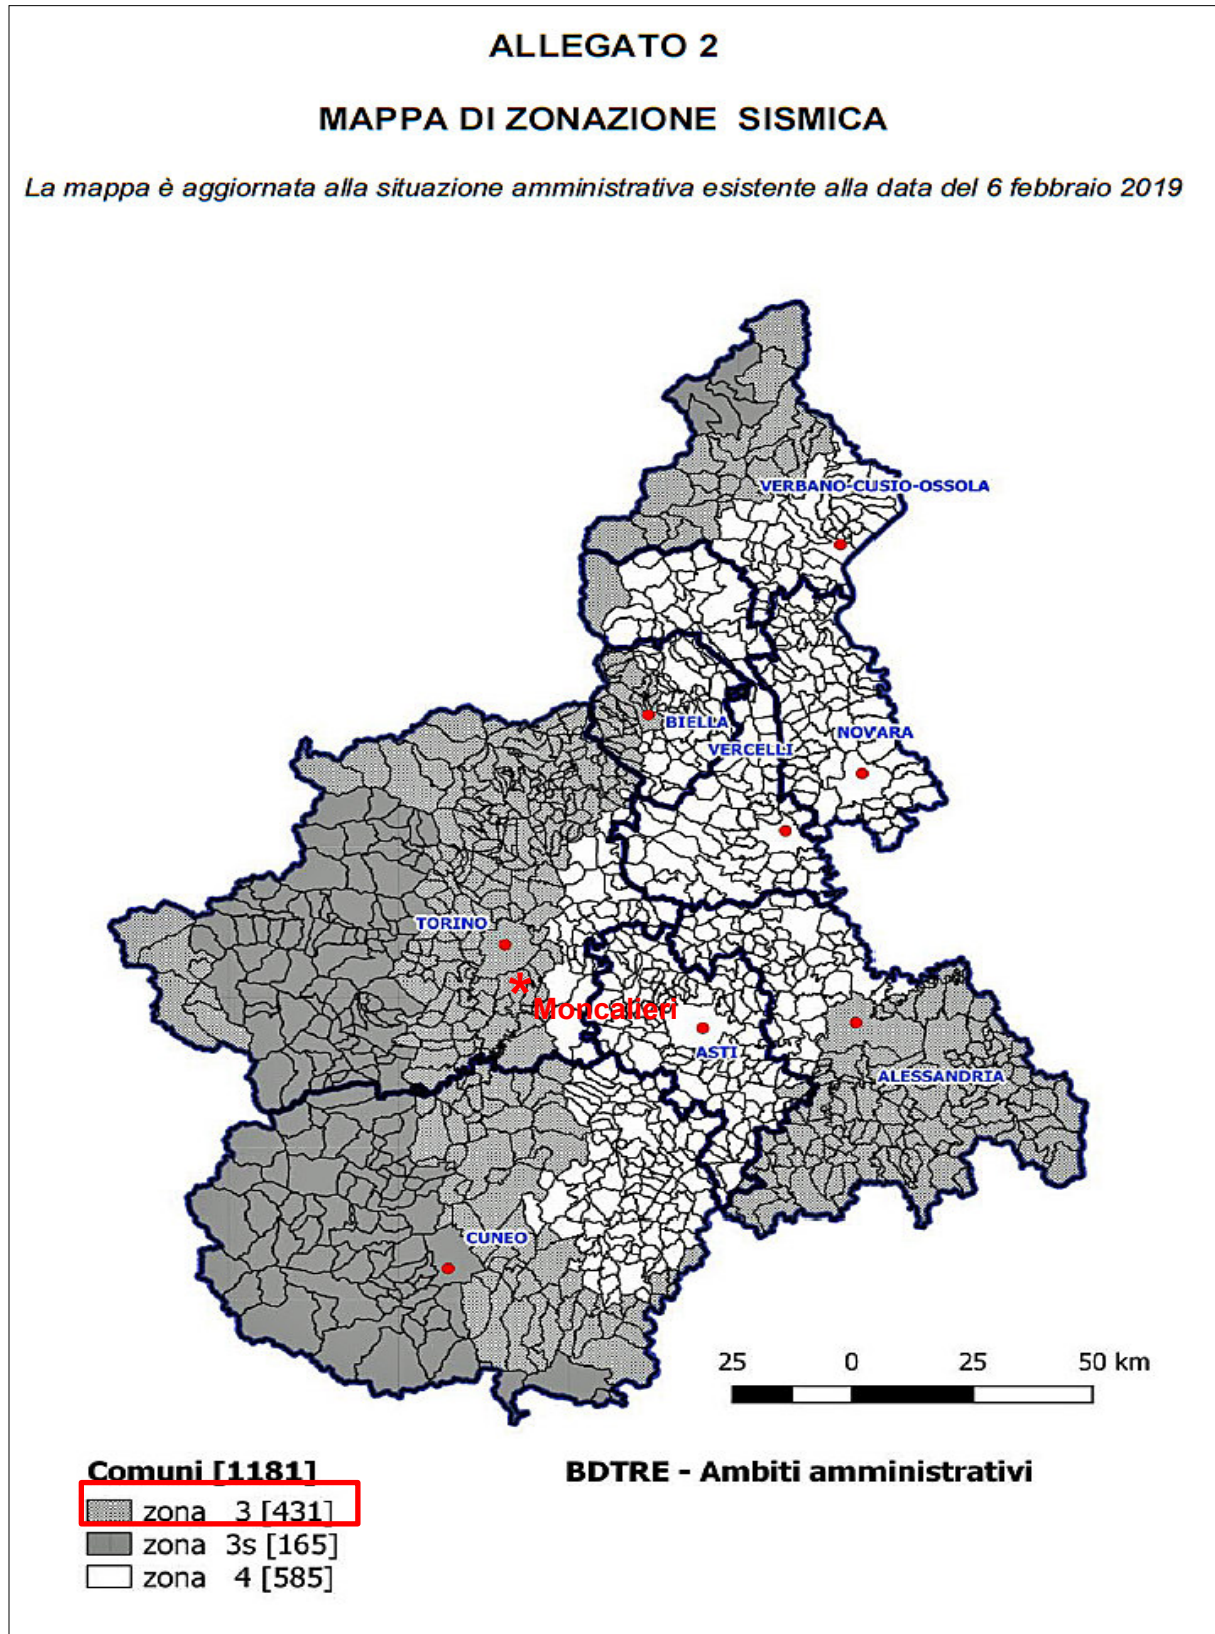 ALLEGATO 2
MAPPA DI ZONAZIONE SISMICA
La mappa è aggiornata alla situazione amministrativa esistente alla data del 6 febbraio 2019
VERBANO-CUSIO-OSSOLA
BIELLA
NOVARA
VERCELLI
TORINO
*
Moncalieri
ASTI
ALESSANDRIA
CUNEO
25 0 25 50 km
Comuni [1181]
BDTRE - Ambiti amministrativi
zona 3 [431]
zona 3s [165]
zona 4 [585]